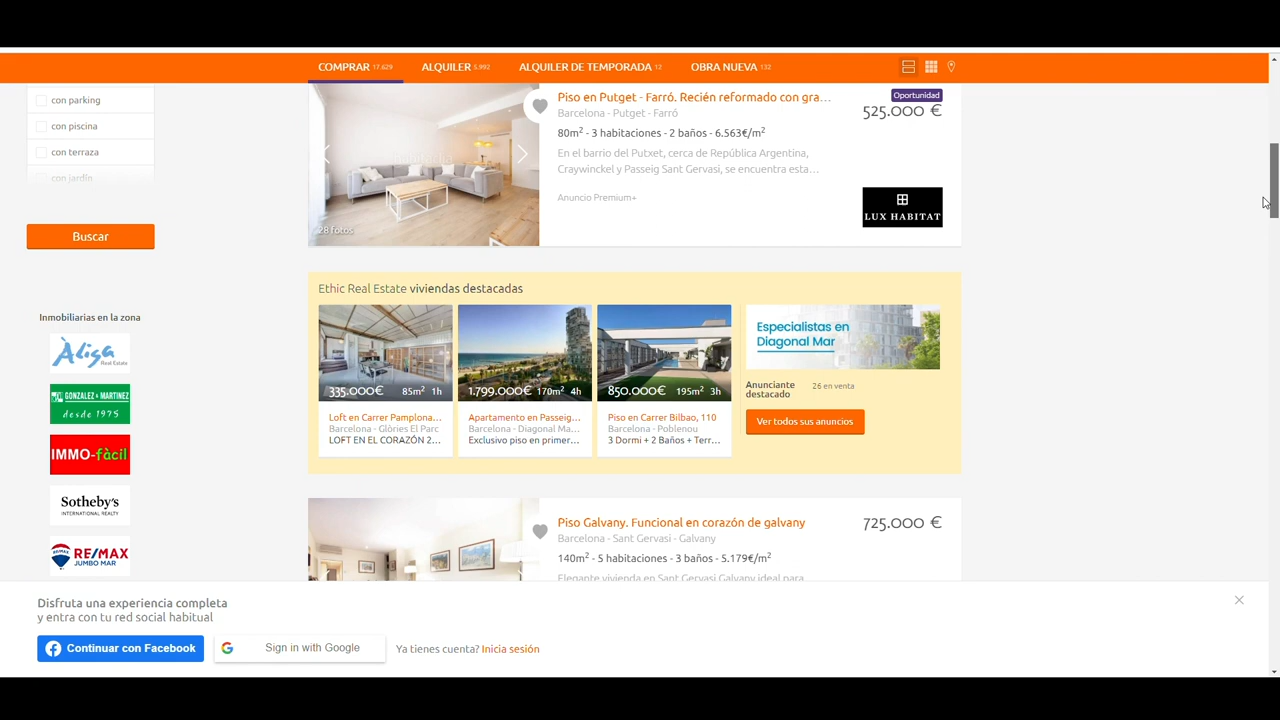 COMPRAR 17.629
ALQUILER 5.992
ALQUILER DE TEMPORADA 12
OBRA NUEVA 132
con parking
con piscina
con terraza
con jardín
Buscar
Inmobiliarias en la zona
Àliga
Real Estate
GONZALEZ & MARTINEZ
desde 1975
IMMO-fàcil
Sotheby's
INTERNATIONAL REALTY
RE/MAX
JUMBO MAR
28 fotos
Piso en Putget - Farró. Recién reformado con gra...
Barcelona - Putget - Farró
80m² - 3 habitaciones - 2 baños - 6.563€/m²
En el barrio del Putxet, cerca de República Argentina,
Craywinckel y Passeig Sant Gervasi, se encuentra esta...
Anuncio Premium+
Oportunidad
525.000 €
LUX HABITAT
Ethic Real Estate viviendas destacadas
335.000€ 85m² 1h
Loft en Carrer Pamplona...
Barcelona - Glòries El Parc
LOFT EN EL CORAZÓN 2...
1.799.000€ 170m² 4h
Apartamento en Passeig...
Barcelona - Diagonal Ma...
Exclusivo piso en primer...
850.000€ 195m² 3h
Piso en Carrer Bilbao, 110
Barcelona - Poblenou
3 Dormi + 2 Baños + Terr...
Especialistas en
Diagonal Mar
Anunciante
destacado
26 en venta
Ver todos sus anuncios
Piso Galvany. Funcional en corazón de galvany
725.000 €
Barcelona - Sant Gervasi - Galvany
140m² - 5 habitaciones - 3 baños - 5.179€/m²
Elegante vivienda en Sant Gervasi Galvany ideal para
Disfruta una experiencia completa
y entra con tu red social habitual
Continuar con Facebook
Sign in with Google
Ya tienes cuenta? Inicia sesión